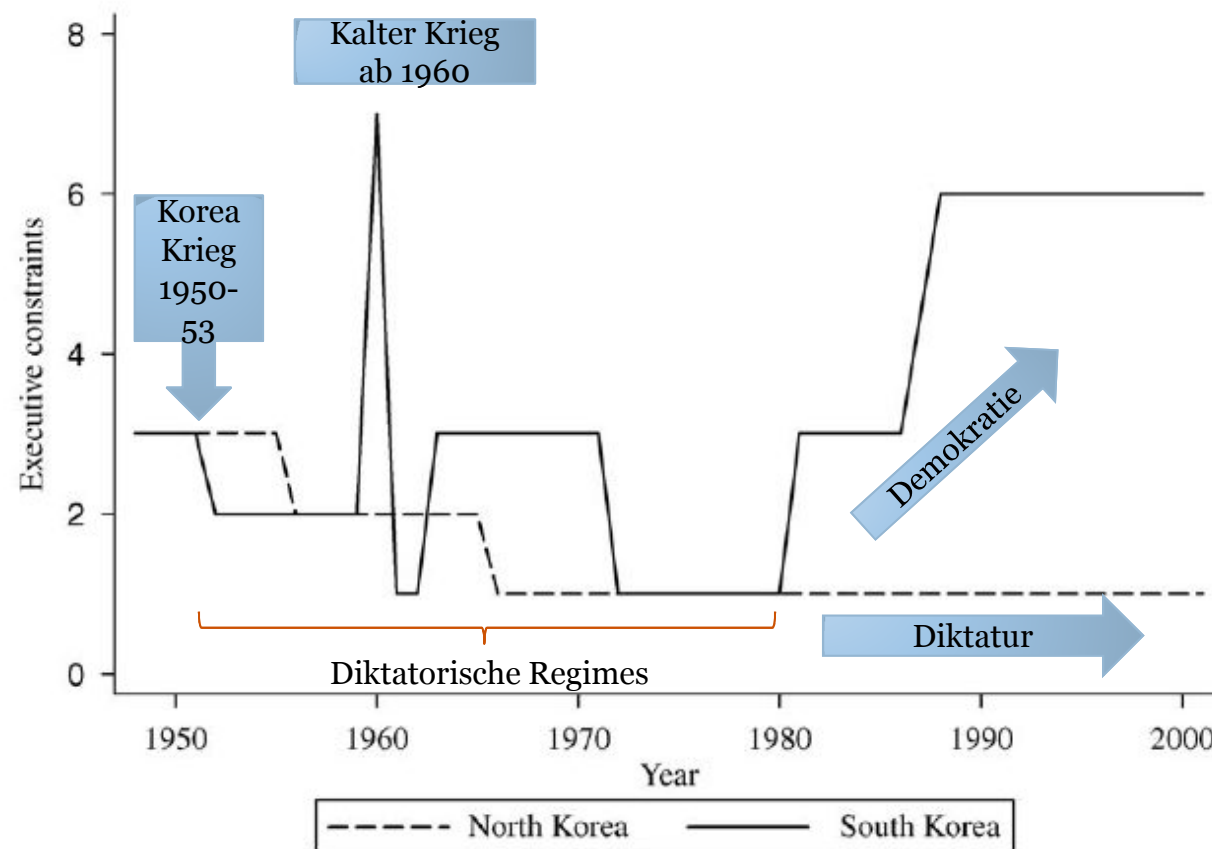 Kalter Krieg
ab 1960
Korea
Krieg
1950-
53
Executive constraints
8
6
4
2
0
Demokratie
Diktatur
Diktatorische Regimes
1950 1960 1970 1980 1990 2000
Year
North Korea South Korea